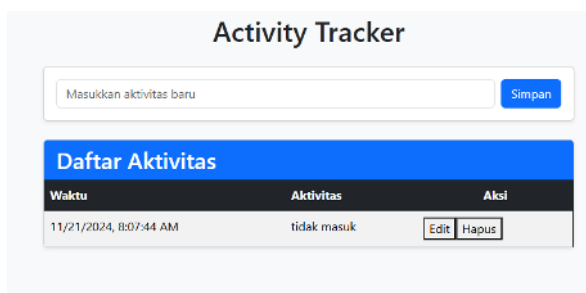 Activity Tracker
Masukkan aktivitas baru Simpan
Daftar Aktivitas
Waktu Aktivitas Aksi
11/21/2024, 8:07:44 AM tidak masuk Edit Hapus